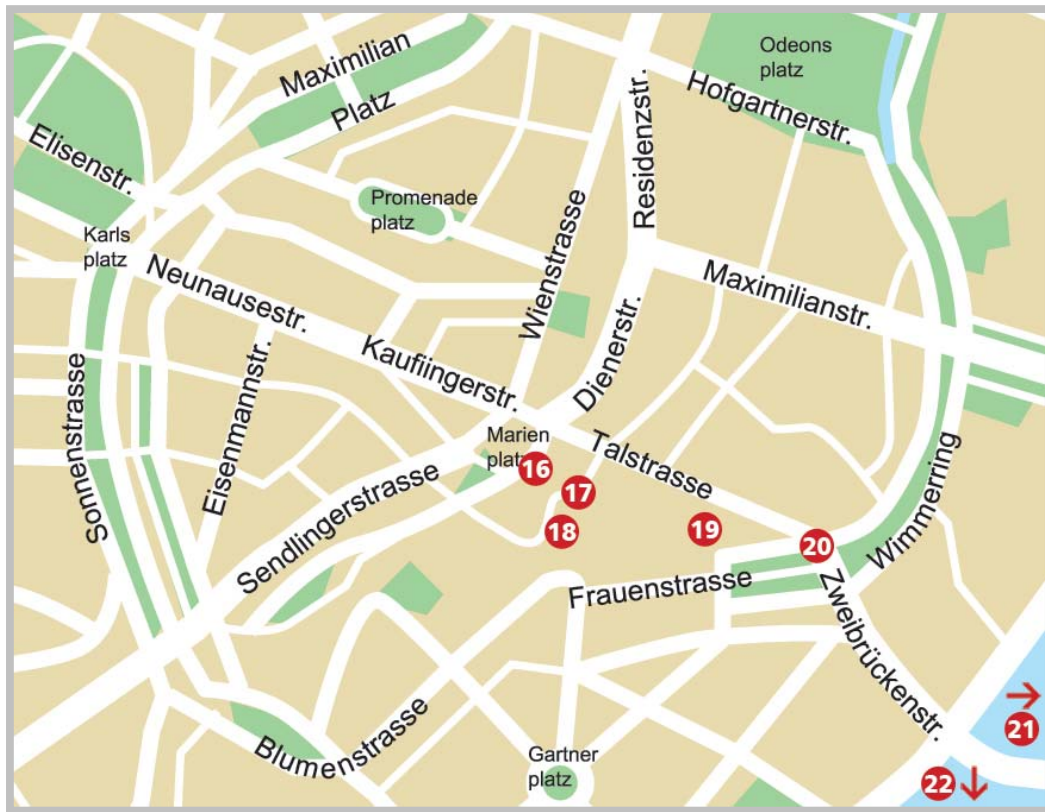 Maximilian
Platz
Odeons
platz
Hofgartnerstr.
Residenzstr.
Elisenstr.
Promenade
platz
Karls
platz
Neunausestr.
Wienstrasse
Maximilianstr.
Kaufiingerstr.
Dienerstr.
Eisenmannstr.
Sonnenstrasse
Marien
platz
16
Talstrasse
17
18
19
20
Sendlingerstrasse
Wimmerring
Frauenstrasse
Zweibrückenstr.
Blumenstrasse
Gartner
platz
→
21
22 ↓